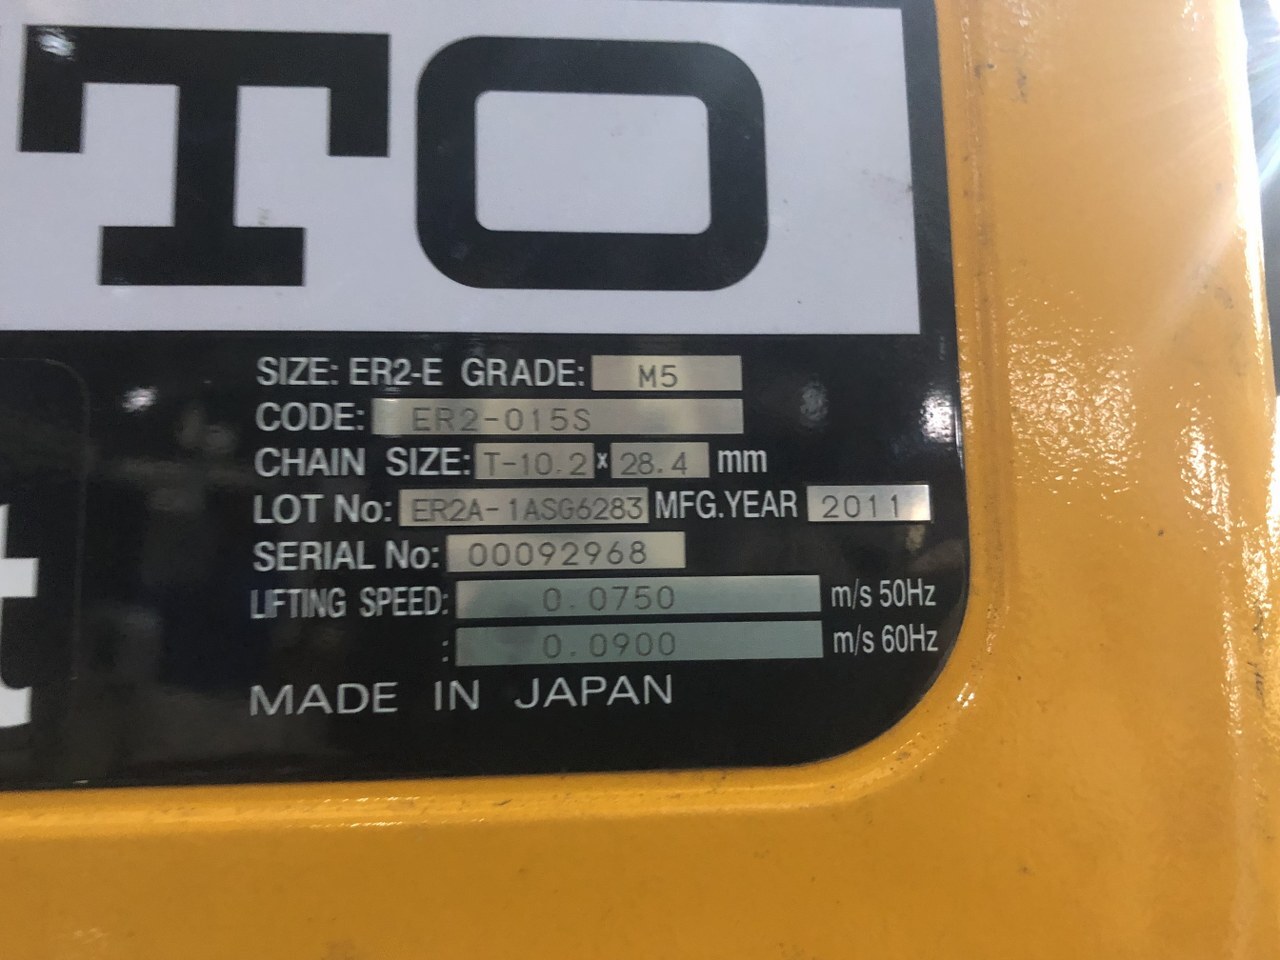 TO
SIZE: ER2-E GRADE: M5
CODE: ER2-015S
CHAIN SIZE: T-10.2 x 28.4 mm
LOT No: ER2A-1ASG6283 MFG.YEAR 2011
SERIAL No: 00092968
LIFTING SPEED: 0.0750 m/s 50Hz
: 0.0900 m/s 60Hz
MADE IN JAPAN
t